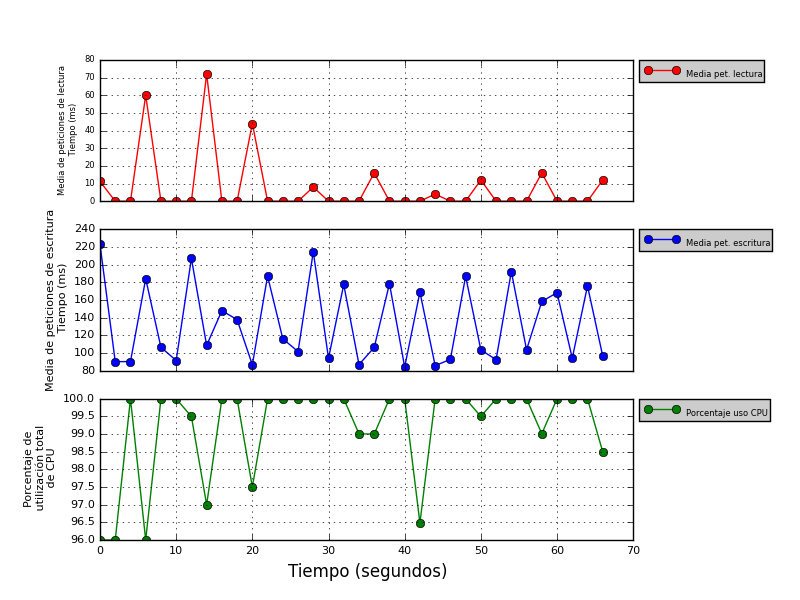 Media de peticiones de lectura
Tiempo (ms)
80
70
60
50
40
30
20
10
0
Media pet. lectura
Media de peticiones de escritura
Tiempo (ms)
240
220
200
180
160
140
120
100
80
Media pet. escritura
Porcentaje de
utilización total
de CPU
100.0
99.5
99.0
98.5
98.0
97.5
97.0
96.5
96.0
Porcentaje uso CPU
0 10 20 30 40 50 60 70
Tiempo (segundos)